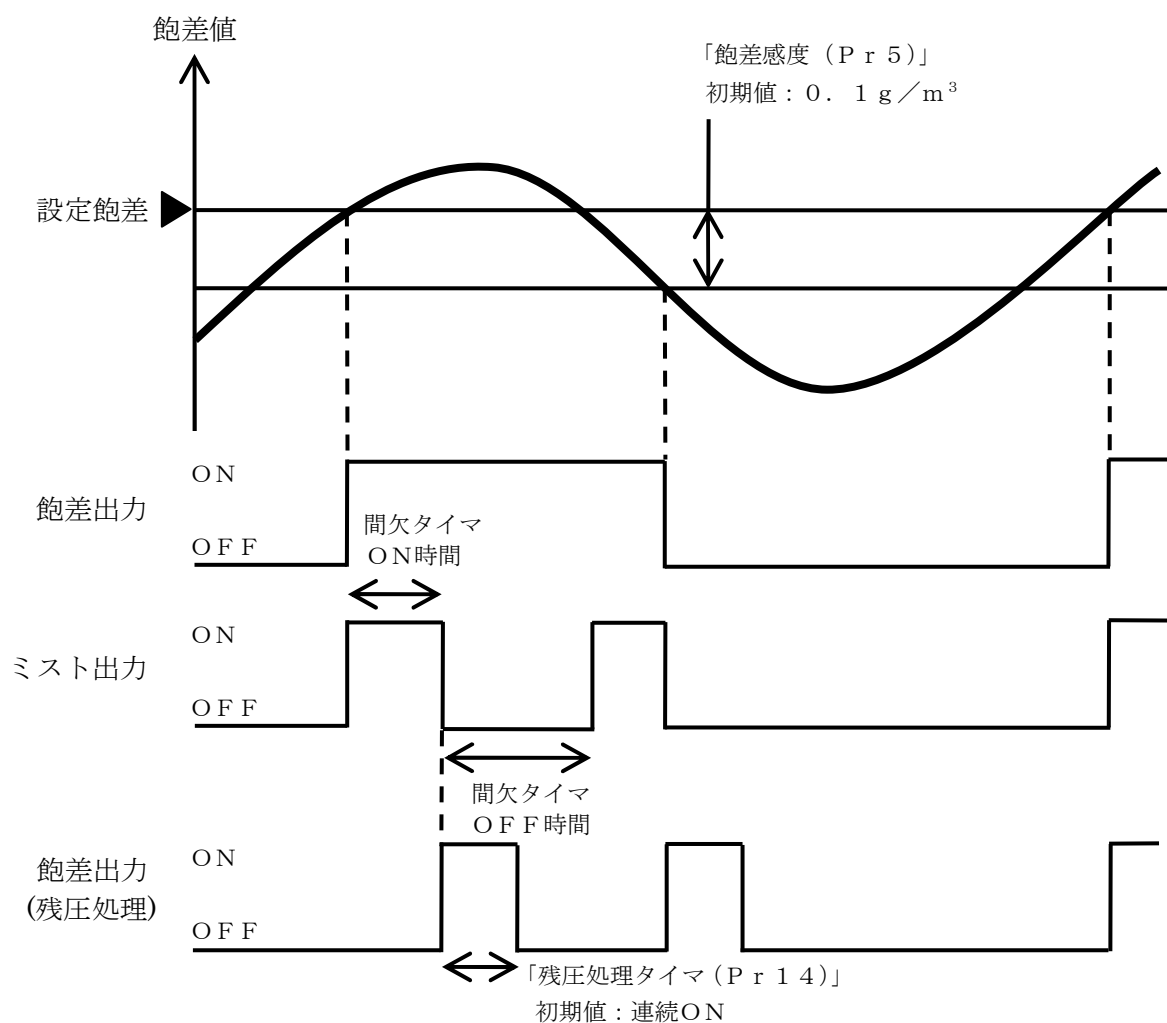 飽差値
「飽差感度（Ｐｒ５）」
初期値：０．１ｇ／ｍ³
設定飽差
ＯＮ
飽差出力
ＯＦＦ
間欠タイマ
ＯＮ時間
ＯＮ
ミスト出力
ＯＦＦ
間欠タイマ
ＯＦＦ時間
ＯＮ
飽差出力
(残圧処理)
ＯＦＦ
「残圧処理タイマ（Ｐｒ１４）」
初期値：連続ＯＮ